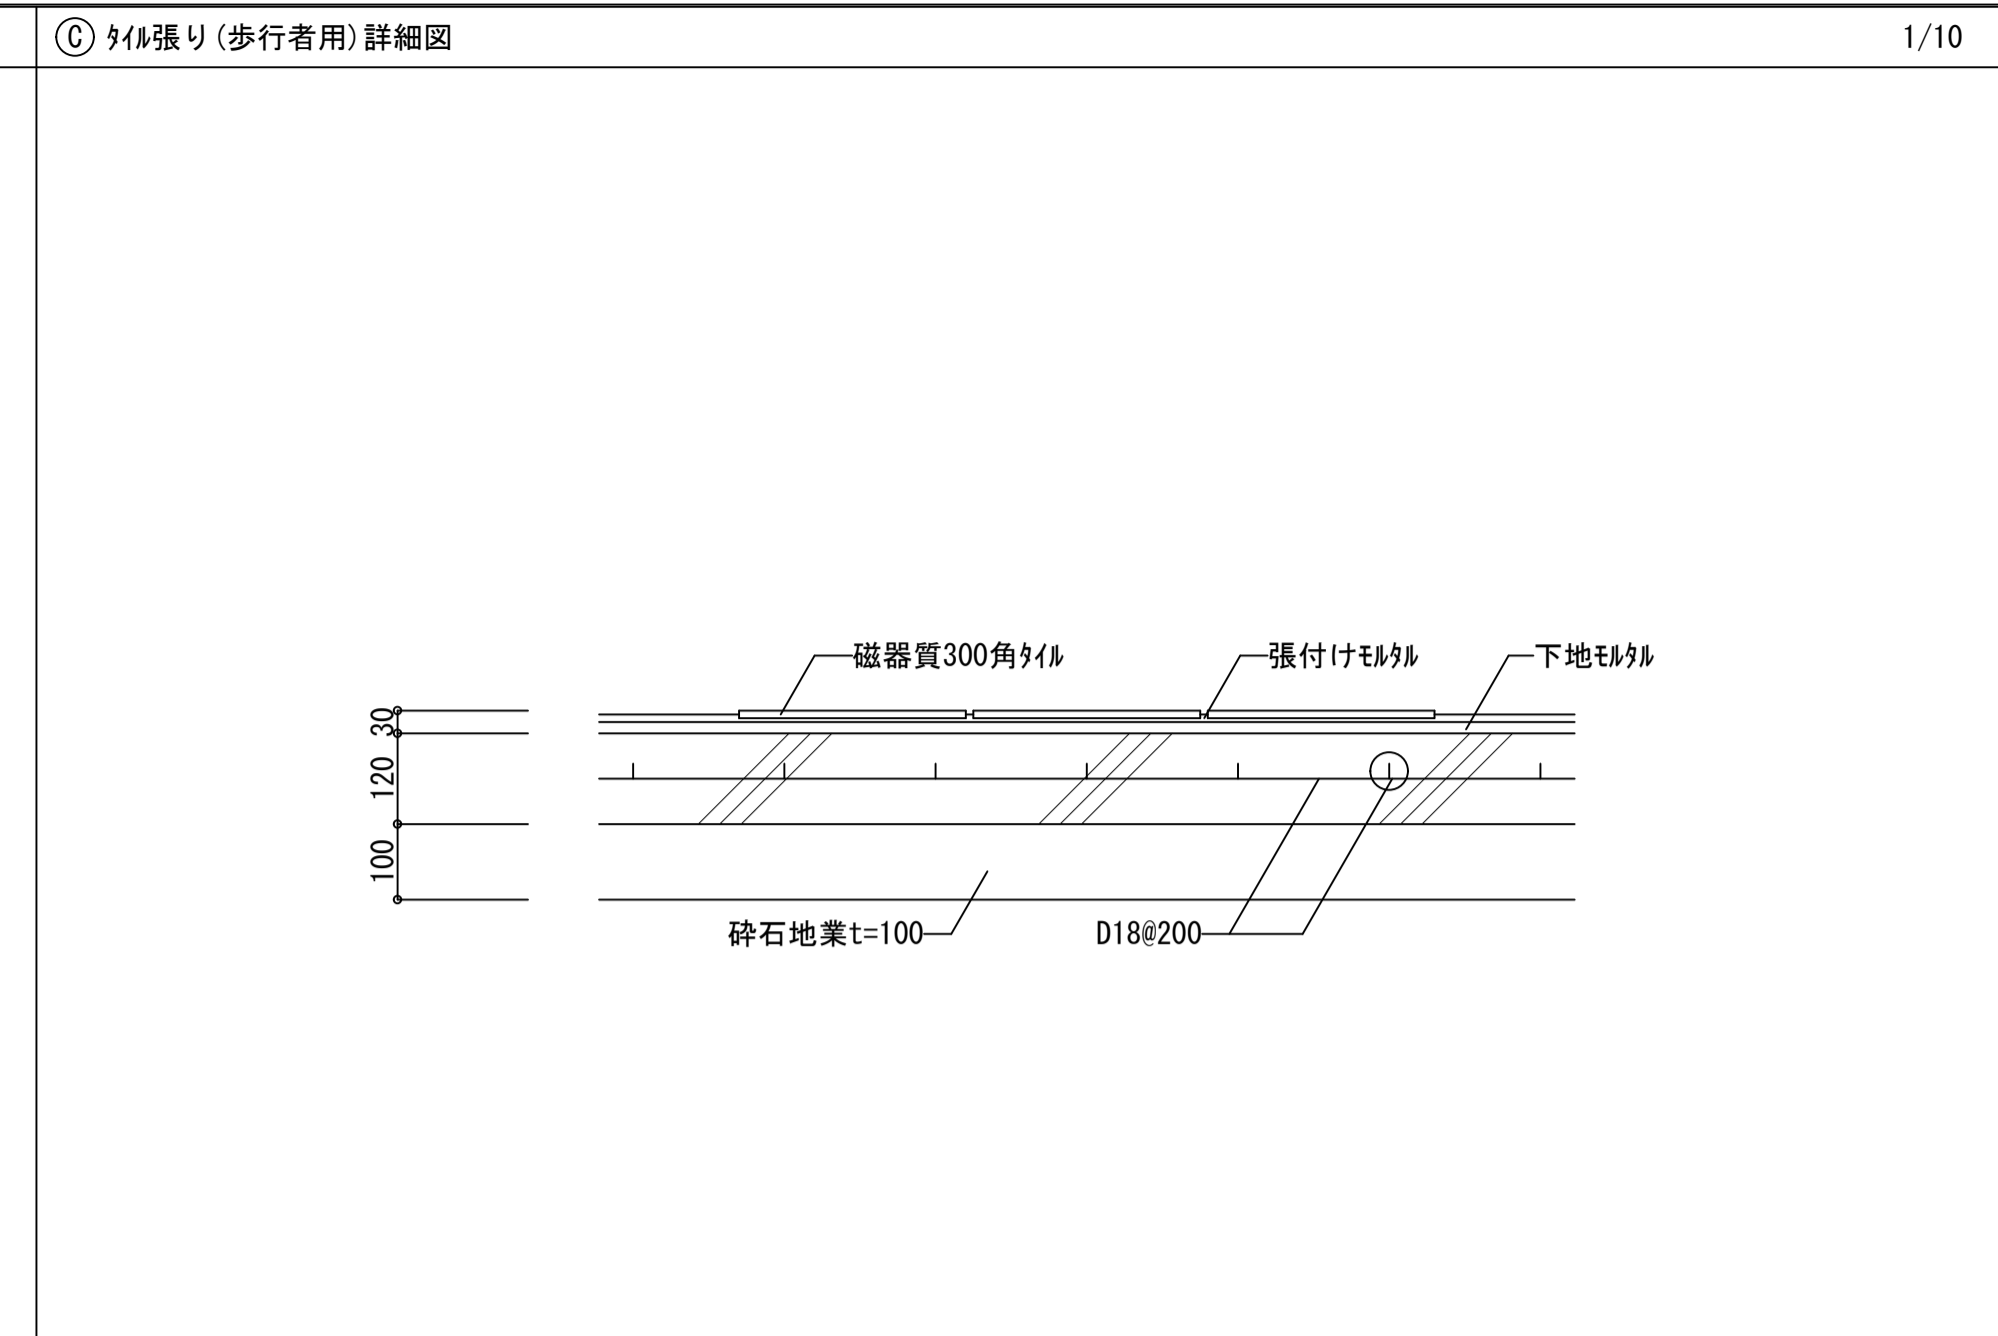 Ⓒ ﾀｲﾙ張り(歩行者用)詳細図
1/10
磁器質300角ﾀｲﾙ
張付けﾓﾙﾀﾙ
下地ﾓﾙﾀﾙ
30
120
100
砕石地業t=100
D18@200